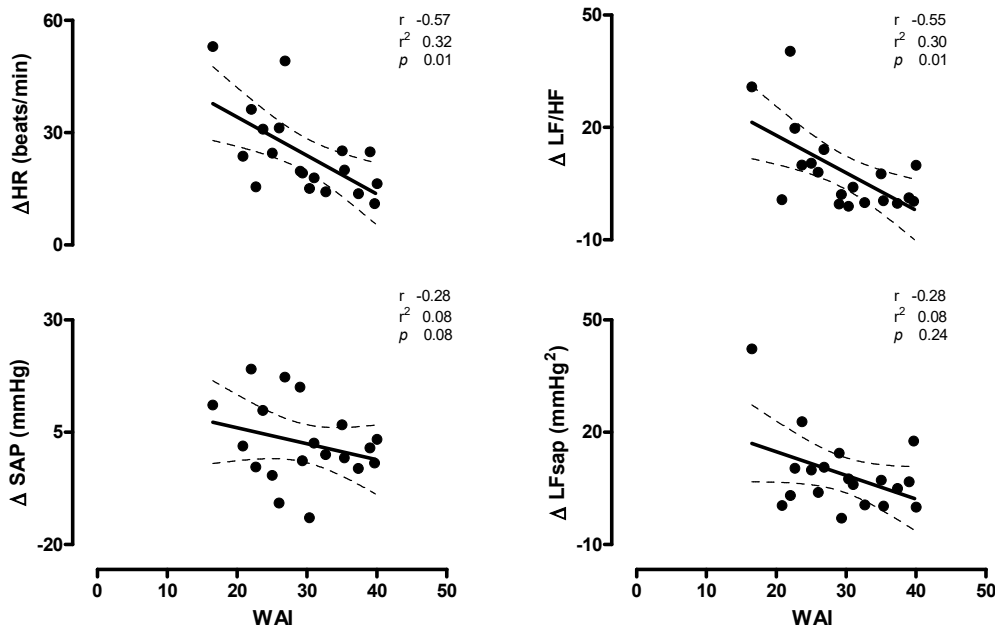 60
30
0
ΔHR (beats/min)
r -0.57
r² 0.32
p 0.01
50
20
-10
Δ LF/HF
r -0.55
r² 0.30
p 0.01
30
5
-20
Δ SAP (mmHg)
r -0.28
r² 0.08
p 0.08
0 10 20 30 40 50
WAI
50
20
-10
Δ LFsap (mmHg²)
r -0.28
r² 0.08
p 0.24
0 10 20 30 40 50
WAI